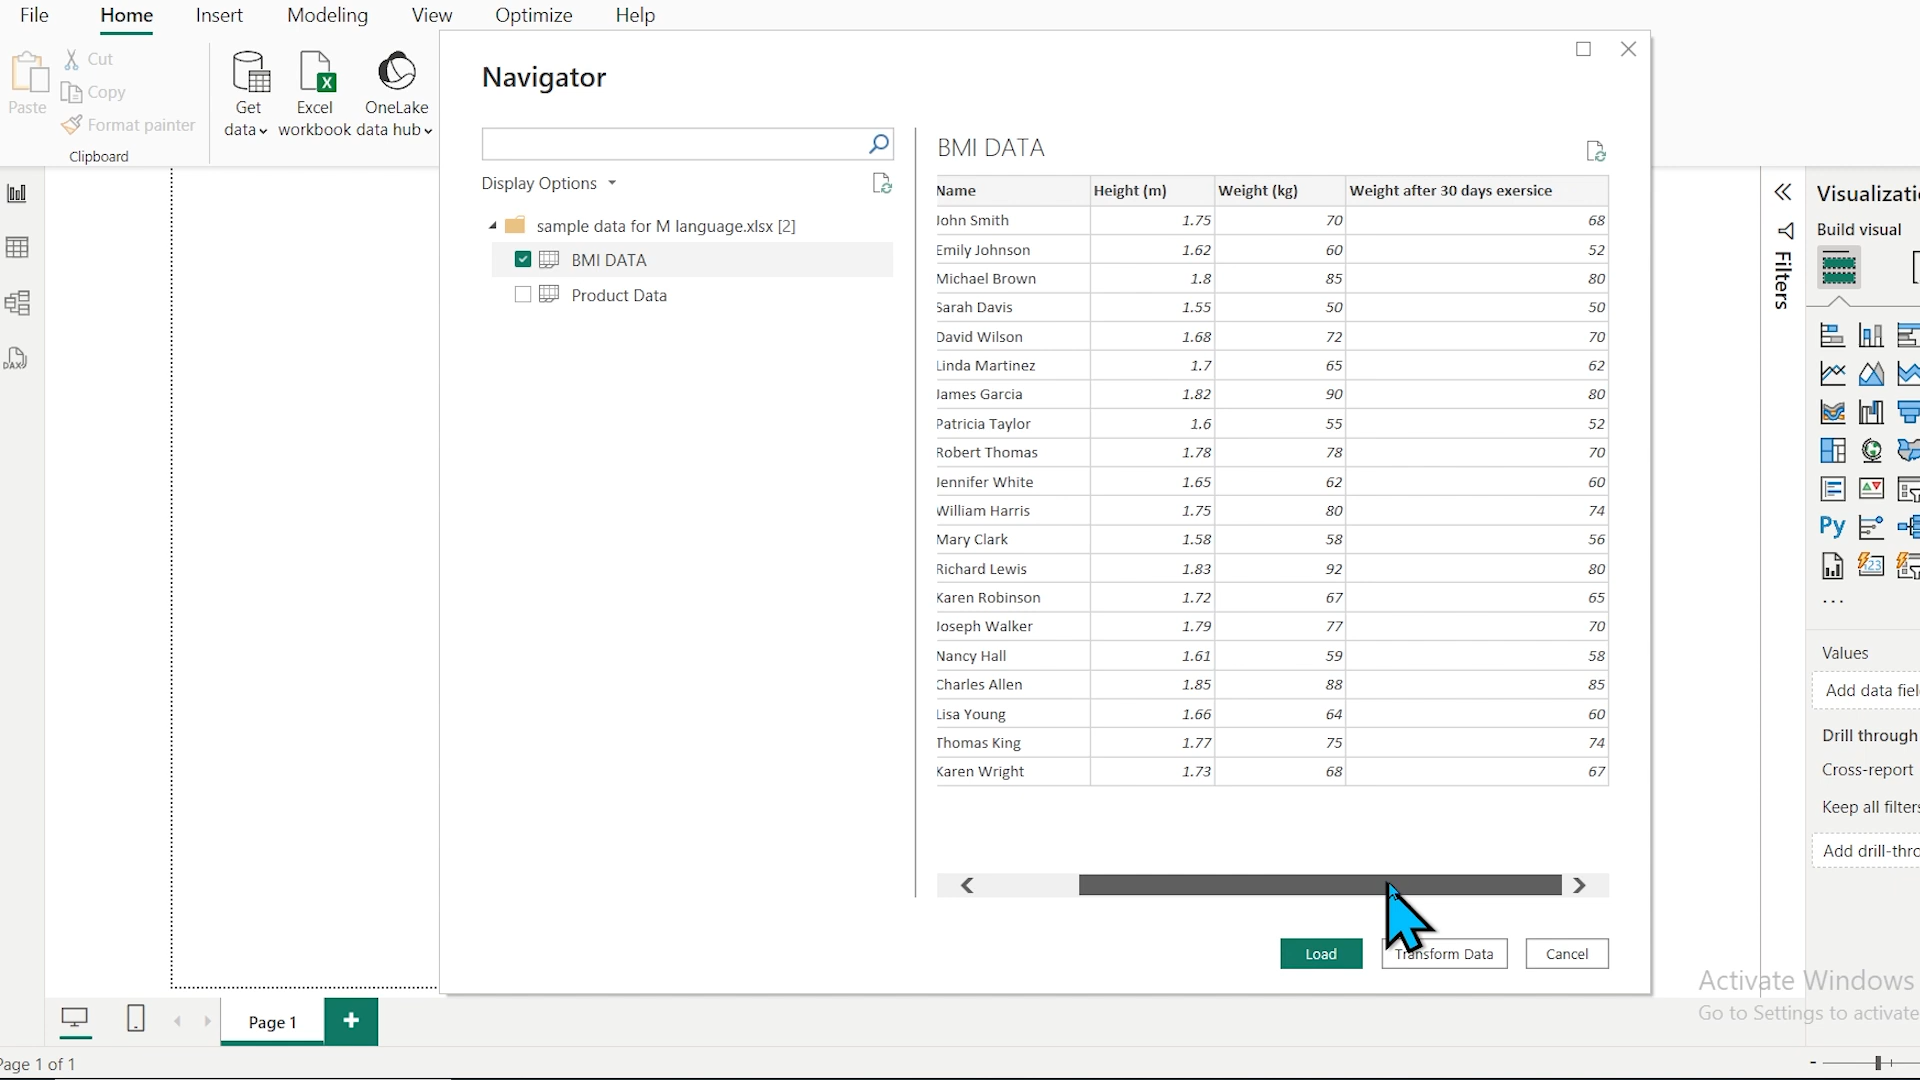 File Home Insert Modeling View Optimize Help
Paste
Cut
Copy
Format painter
Clipboard
Get data
Excel workbook
OneLake data hub
Navigator
Display Options
sample data for M language.xlsx [2]
BMI DATA
Product Data
BMI DATA
Name Height (m) Weight (kg) Weight after 30 days exersice
John Smith 1.75 70 68
Emily Johnson 1.62 60 52
Michael Brown 1.8 85 80
Sarah Davis 1.55 50 50
David Wilson 1.68 72 70
Linda Martinez 1.7 65 62
James Garcia 1.82 90 80
Patricia Taylor 1.6 55 52
Robert Thomas 1.78 78 70
Jennifer White 1.65 62 60
William Harris 1.75 80 74
Mary Clark 1.58 58 56
Richard Lewis 1.83 92 80
Karen Robinson 1.72 67 65
Joseph Walker 1.79 77 70
Nancy Hall 1.61 59 58
Charles Allen 1.85 88 85
Lisa Young 1.66 64 60
Thomas King 1.77 75 74
Karen Wright 1.73 68 67
Load Transform Data Cancel
DAX
Filters
Visualizati
Build visual
Py
123
...
Values
Add data fiel
Drill through
Cross-report
Keep all filters
Add drill-thro
Activate Windows
Go to Settings to activate
Page 1
+
Page 1 of 1
-